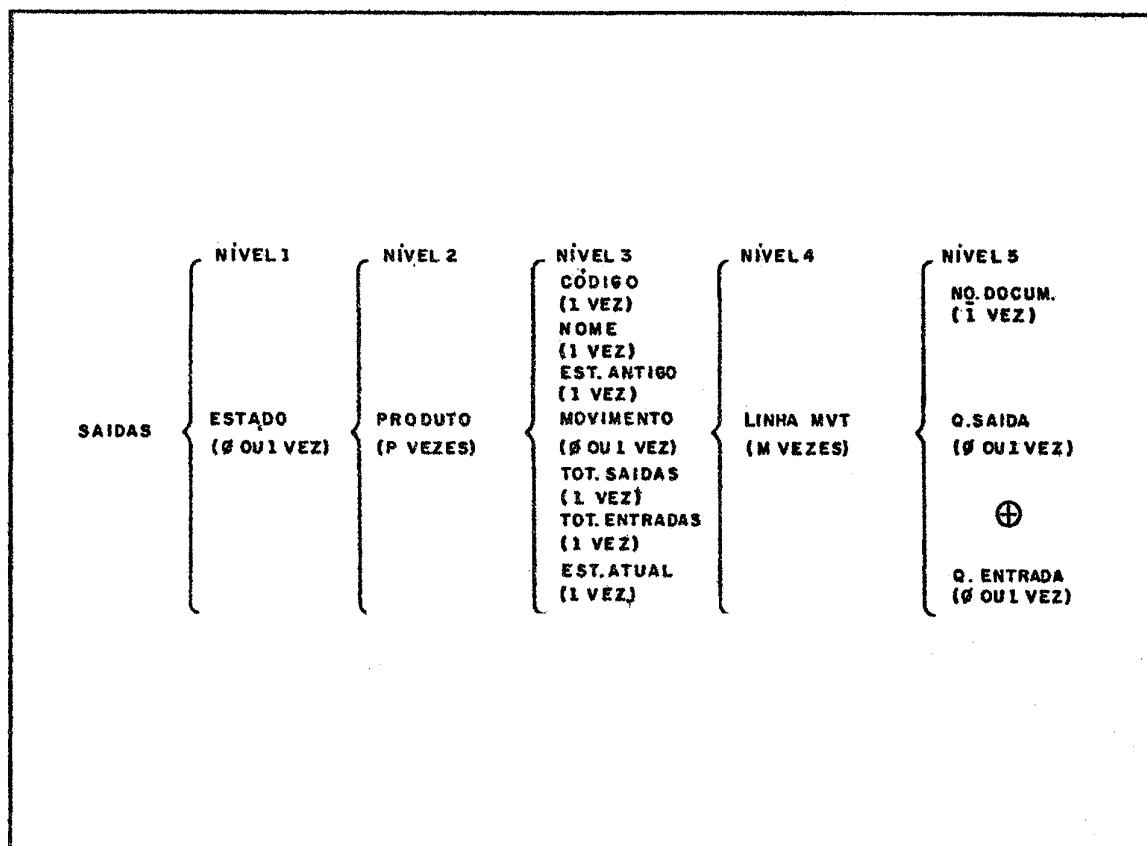 NÍVEL 1
NÍVEL 2
NÍVEL 3
NÍVEL 4
NÍVEL 5
SAIDAS
ESTADO
(Ø OU 1 VEZ)
PRODUTO
(P VEZES)
CÓDIGO
(1 VEZ)
NOME
(1 VEZ)
EST. ANTIGO
(1 VEZ)
MOVIMENTO
(Ø OU 1 VEZ)
TOT. SAIDAS
(1 VEZ)
TOT. ENTRADAS
(1 VEZ)
EST. ATUAL
(1 VEZ)
LINHA MVT
(M VEZES)
NO. DOCUM.
(1 VEZ)
Q. SAIDA
(Ø OU 1 VEZ)
⊕
Q. ENTRADA
(Ø OU 1 VEZ)